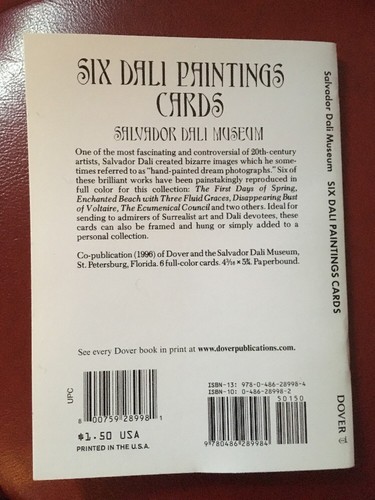 SIX DALI PAINTINGS
CARDS
SALVADOR DALI MUSEUM
One of the most fascinating and controversial of 20th-century
artists, Salvador Dali created bizarre images which he some-
times referred to as "hand-painted dream photographs." Six of
these brilliant works have been painstakingly reproduced in
full color for this collection: The First Days of Spring,
Enchanted Beach with Three Fluid Graces, Disappearing Bust
of Voltaire, The Ecumenical Council and two others. Ideal for
sending to admirers of Surrealist art and Dali devotees, these
cards can also be framed and hung or simply added to a
personal collection.
Co-publication (1996) of Dover and the Salvador Dali Museum,
St. Petersburg, Florida. 6 full-color cards. Paperbound.
See every Dover book in print at www.doverpublications.com
UPC
8 00759 28998 1
$1.50 USA
PRINTED IN THE U.S.A.
ISBN-13: 978-0-486-28998-4
ISBN-10: 0-486-28998-2
50150
9 780486 289984
Salvador Dali Museum SIX DALI PAINTINGS CARDS DOVER